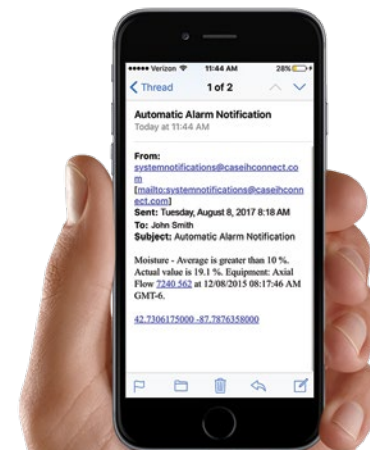 ●●●●● Verizon 11:44 AM 28%
Thread 1 of 2
Automatic Alarm Notification
Today at 11:44 AM
From:
systemnotifications@caseihconnect.co
m
[mailto:systemnotifications@caseihconn
ect.com]
Sent: Tuesday, August 8, 2017 8:18 AM
To: John Smith
Subject: Automatic Alarm Notification
Moisture - Average is greater than 10 %.
Actual value is 19.1 %. Equipment: Axial
Flow 7240 562 at 12/08/2015 08:17:46 AM
GMT-6.
42.7306175000 -87.7876358000